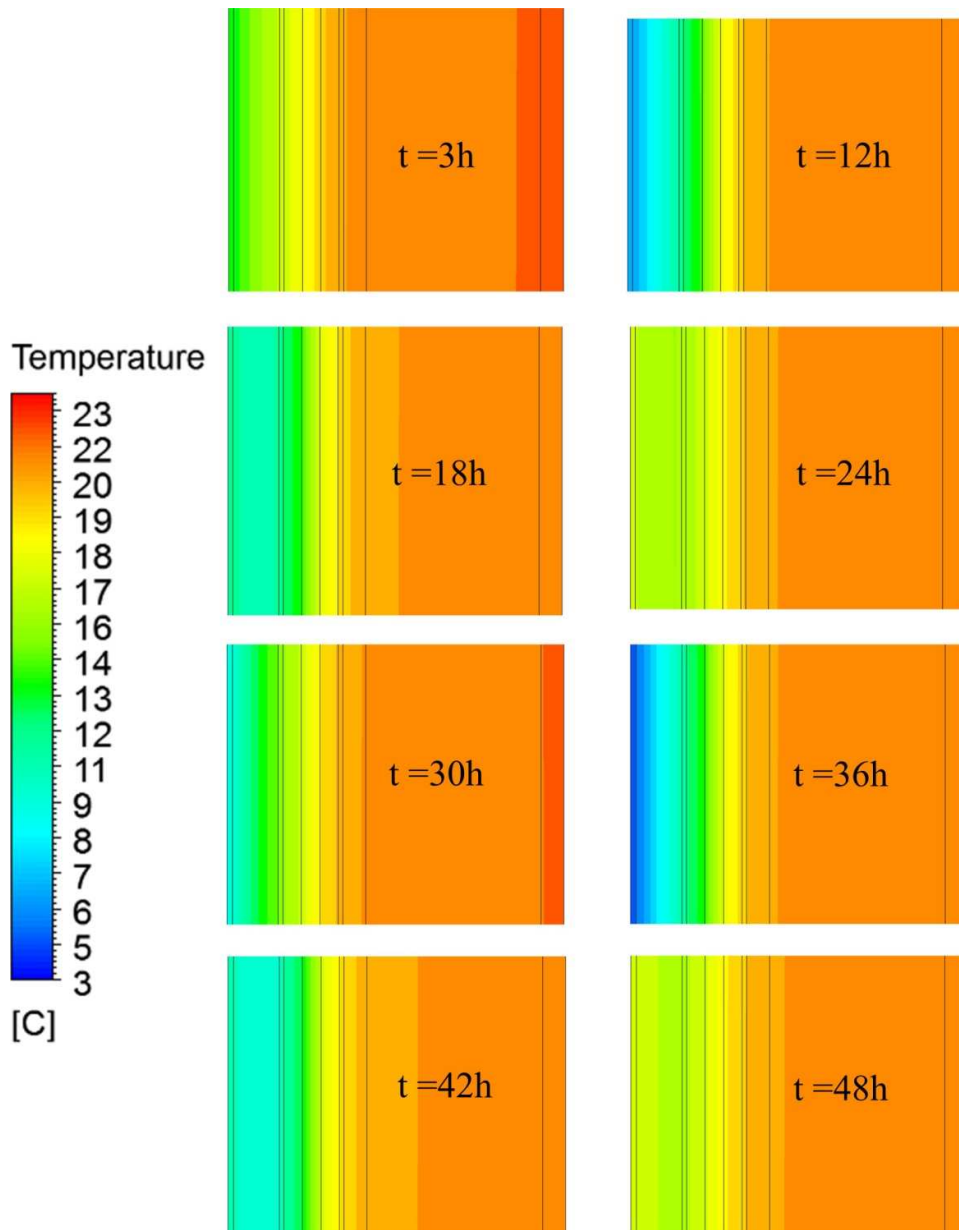 t =3h
t =12h
Temperature
23
22
20
19
18
17
16
14
13
12
11
9
8
7
6
5
3
[C]
t =18h
t =24h
t =30h
t =36h
t =42h
t =48h